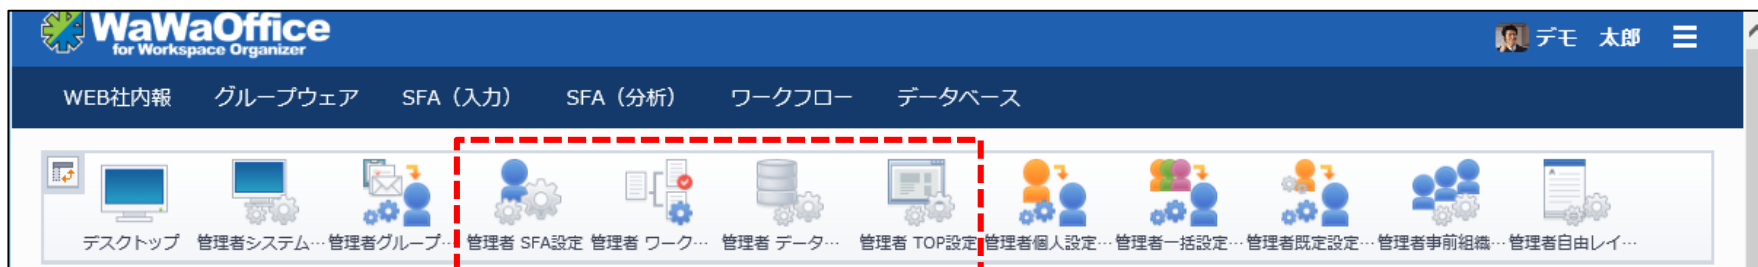 WaWaOffice
for Workspace Organizer
デモ 太郎
WEB社内報 グループウェア SFA（入力） SFA（分析） ワークフロー データベース
デスクトップ 管理者システム… 管理者グループ… 管理者 SFA設定 管理者 ワーク… 管理者 データ… 管理者 TOP設定 管理者個人設定… 管理者一括設定… 管理者既定設定… 管理者事前組織… 管理者自由レイ…